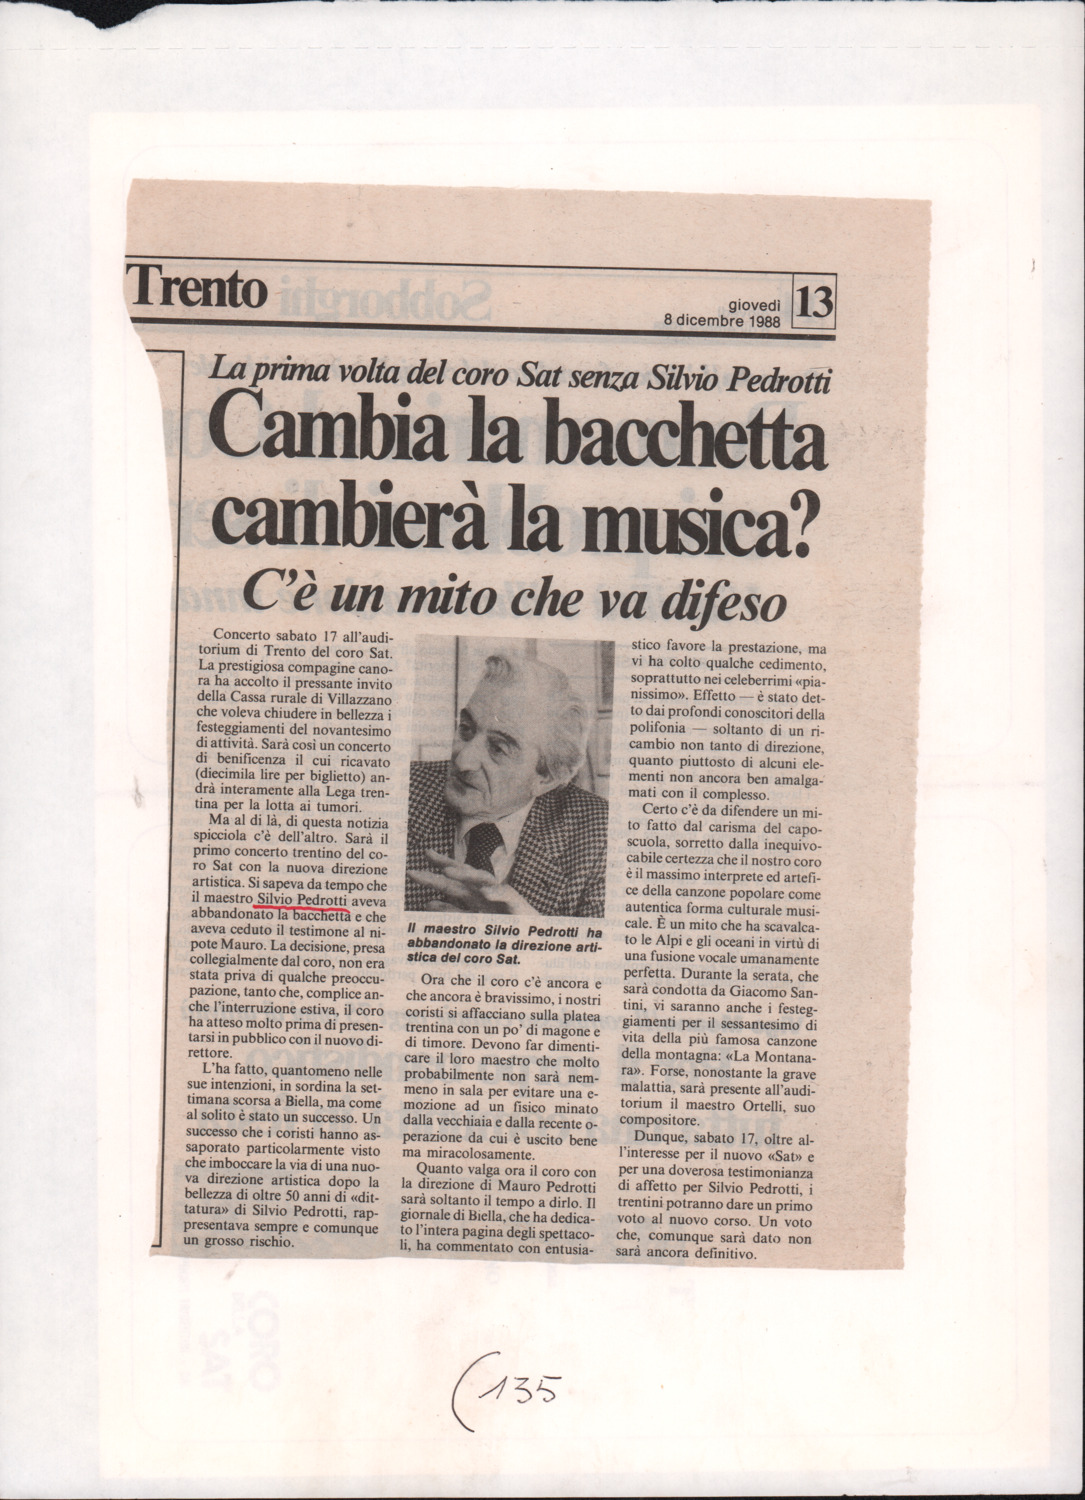 Trento
giovedì
8 dicembre 1988
13
La prima volta del coro Sat senza Silvio Pedrotti
Cambia la bacchetta
cambierà la musica?
C'è un mito che va difeso
Concerto sabato 17 all'audi-
torium di Trento del coro Sat.
La prestigiosa compagine cano-
ra ha accolto il pressante invito
della Cassa rurale di Villazzano
che voleva chiudere in bellezza i
festeggiamenti del novantesimo
di attività. Sarà così un concerto
di benificenza il cui ricavato
(diecimila lire per biglietto) an-
drà interamente alla Lega tren-
tina per la lotta ai tumori.
Ma al di là, di questa notizia
spicciola c'è dell'altro. Sarà il
primo concerto trentino del co-
ro Sat con la nuova direzione
artistica. Si sapeva da tempo che
il maestro Silvio Pedrotti aveva
abbandonato la bacchetta e che
aveva ceduto il testimone al ni-
pote Mauro. La decisione, presa
collegialmente dal coro, non era
stata priva di qualche preoccu-
pazione, tanto che, complice an-
che l'interruzione estiva, il coro
ha atteso molto prima di presen-
tarsi in pubblico con il nuovo di-
rettore.
L'ha fatto, quantomeno nelle
sue intenzioni, in sordina la set-
timana scorsa a Biella, ma come
al solito è stato un successo. Un
successo che i coristi hanno as-
saporato particolarmente visto
che imboccare la via di una nuo-
va direzione artistica dopo la
bellezza di oltre 50 anni di «dit-
tatura» di Silvio Pedrotti, rap-
presentava sempre e comunque
un grosso rischio.
Il maestro Silvio Pedrotti ha
abbandonato la direzione arti-
stica del coro Sat.
Ora che il coro c'è ancora e
che ancora è bravissimo, i nostri
coristi si affacciano sulla platea
trentina con un po' di magone e
di timore. Devono far dimenti-
care il loro maestro che molto
probabilmente non sarà nem-
meno in sala per evitare una e-
mozione ad un fisico minato
dalla vecchiaia e dalla recente o-
perazione da cui è uscito bene
ma miracolosamente.
Quanto valga ora il coro con
la direzione di Mauro Pedrotti
sarà soltanto il tempo a dirlo. Il
giornale di Biella, che ha dedica-
to l'intera pagina degli spettaco-
li, ha commentato con entusia-
stico favore la prestazione, ma
vi ha colto qualche cedimento,
soprattutto nei celeberrimi «pia-
nissimo». Effetto — è stato det-
to dai profondi conoscitori della
polifonia — soltanto di un ri-
cambio non tanto di direzione,
quanto piuttosto di alcuni ele-
menti non ancora ben amalga-
mati con il complesso.
Certo c'è da difendere un mi-
to fatto dal carisma del capo-
scuola, sorretto dalla inequivo-
cabile certezza che il nostro coro
è il massimo interprete ed artefi-
ce della canzone popolare come
autentica forma culturale musi-
cale. È un mito che ha scavalca-
to le Alpi e gli oceani in virtù di
una fusione vocale umanamente
perfetta. Durante la serata, che
sarà condotta da Giacomo San-
tini, vi saranno anche i festeg-
giamenti per il sessantesimo di
vita della più famosa canzone
della montagna: «La Montana-
ra». Forse, nonostante la grave
malattia, sarà presente all'audi-
torium il maestro Ortelli, suo
compositore.
Dunque, sabato 17, oltre al-
l'interesse per il nuovo «Sat» e
per una doverosa testimonianza
di affetto per Silvio Pedrotti, i
trentini potranno dare un primo
voto al nuovo corso. Un voto
che, comunque sarà dato non
sarà ancora definitivo.
(135